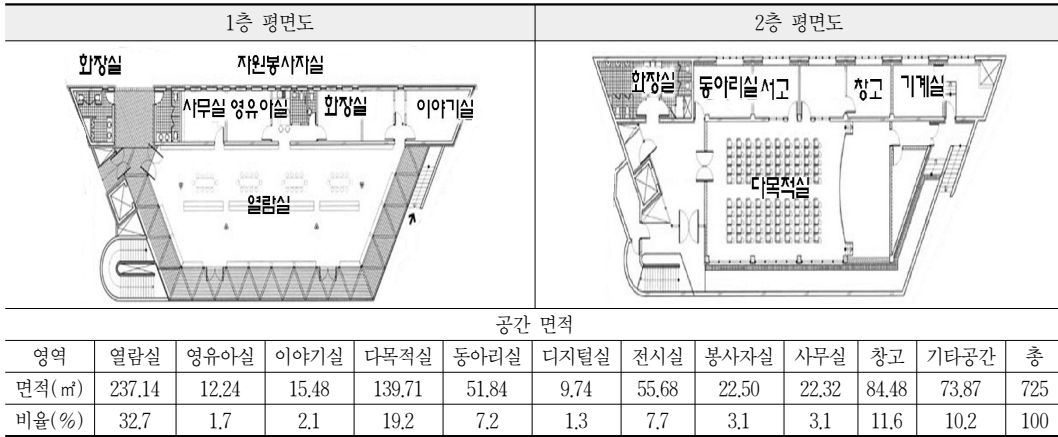 1층 평면도 2층 평면도
화장실 자원봉사자실
사무실 영유아실 화장실 이야기실
열람실
화장실 동아리실 서고 창고 기계실
다목적실
공간 면적
영역 열람실 영유아실 이야기실 다목적실 동아리실 디지털실 전시실 봉사자실 사무실 창고 기타공간 총
면적(㎡) 237.14 12.24 15.48 139.71 51.84 9.74 55.68 22.50 22.32 84.48 73.87 725
비율(%) 32.7 1.7 2.1 19.2 7.2 1.3 7.7 3.1 3.1 11.6 10.2 100